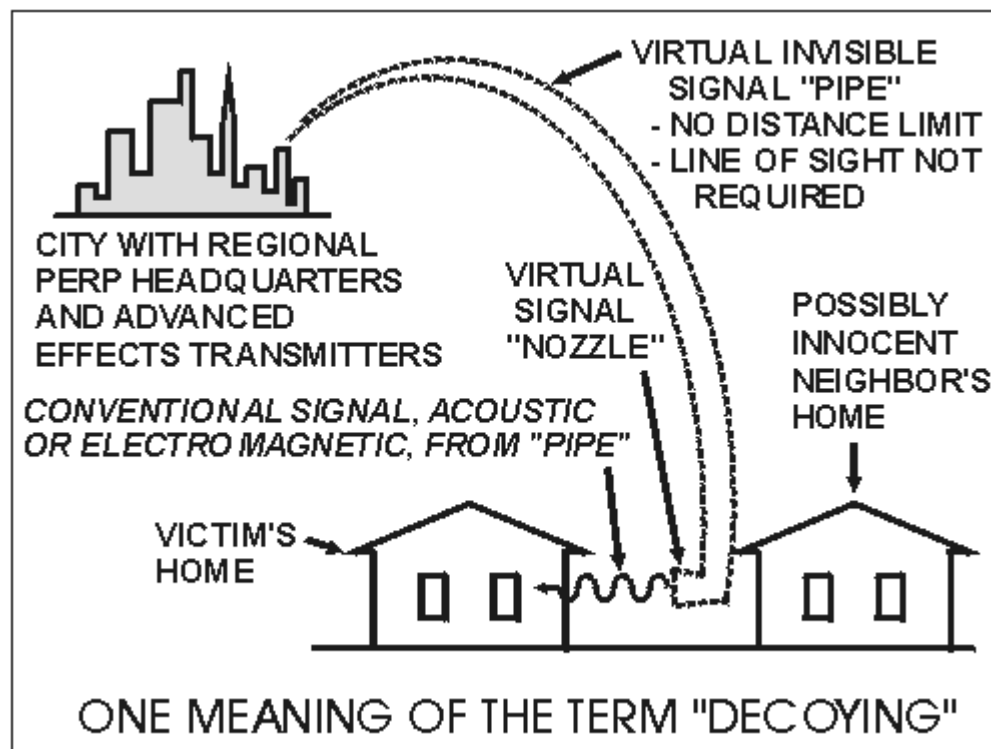 VIRTUAL INVISIBLE
SIGNAL "PIPE"
- NO DISTANCE LIMIT
- LINE OF SIGHT NOT
REQUIRED
CITY WITH REGIONAL
PERP HEADQUARTERS
AND ADVANCED
EFFECTS TRANSMITTERS
VIRTUAL
SIGNAL
"NOZZLE"
POSSIBLY
INNOCENT
NEIGHBOR'S
HOME
CONVENTIONAL SIGNAL, ACOUSTIC
OR ELECTRO MAGNETIC, FROM "PIPE"
VICTIM'S
HOME
ONE MEANING OF THE TERM "DECOYING"